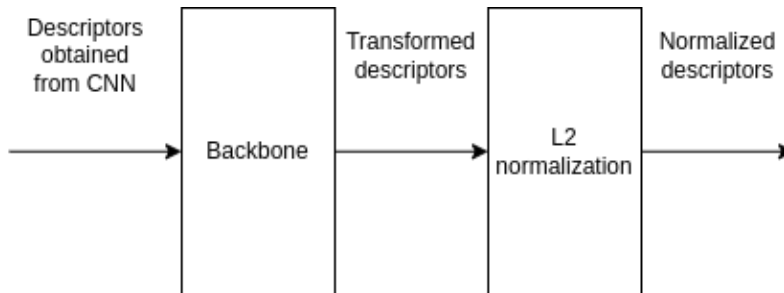 Descriptors
obtained
from CNN
Backbone
Transformed
descriptors
L2
normalization
Normalized
descriptors